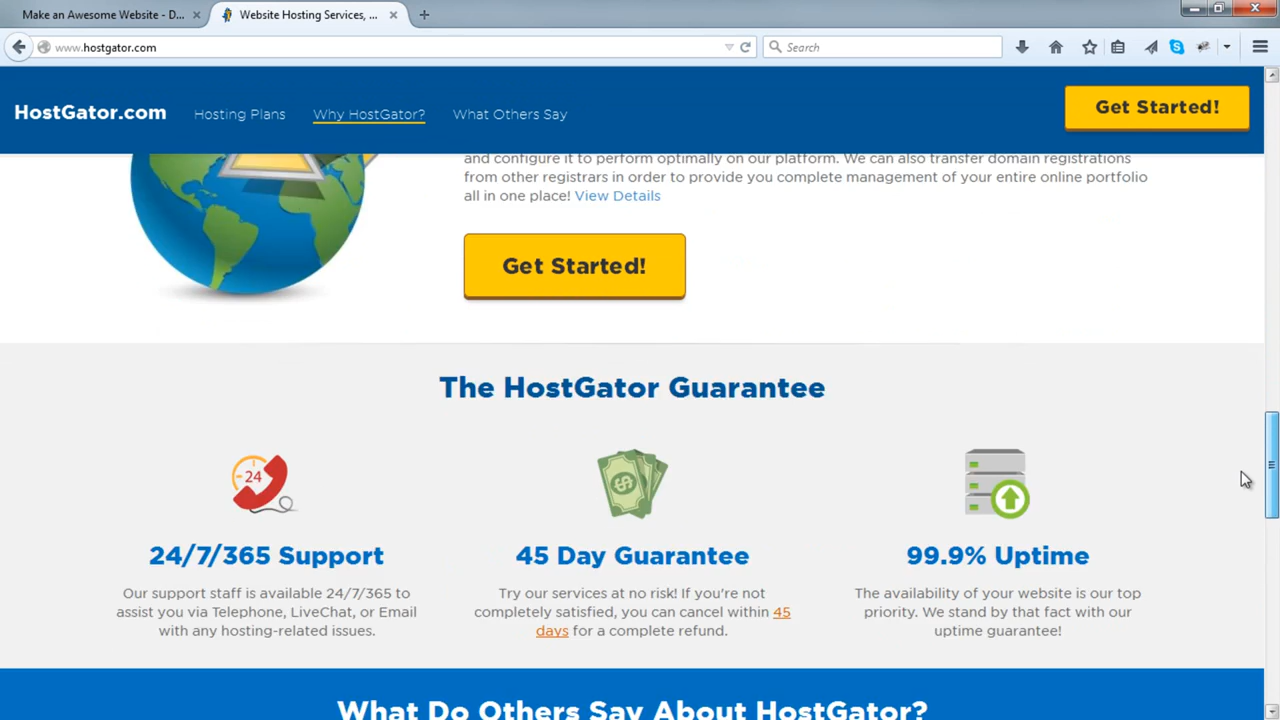 Make an Awesome Website - D...
Website Hosting Services, ...
www.hostgator.com
Search
HostGator.com
Hosting Plans
Why HostGator?
What Others Say
Get Started!
and configure it to perform optimally on our platform. We can also transfer domain registrations
from other registrars in order to provide you complete management of your entire online portfolio
all in one place! View Details
Get Started!
The HostGator Guarantee
24
24/7/365 Support
Our support staff is available 24/7/365 to
assist you via Telephone, LiveChat, or Email
with any hosting-related issues.
$
45 Day Guarantee
Try our services at no risk! If you're not
completely satisfied, you can cancel within 45
days for a complete refund.
99.9% Uptime
The availability of your website is our top
priority. We stand by that fact with our
uptime guarantee!
What Do Others Say About HostGator?